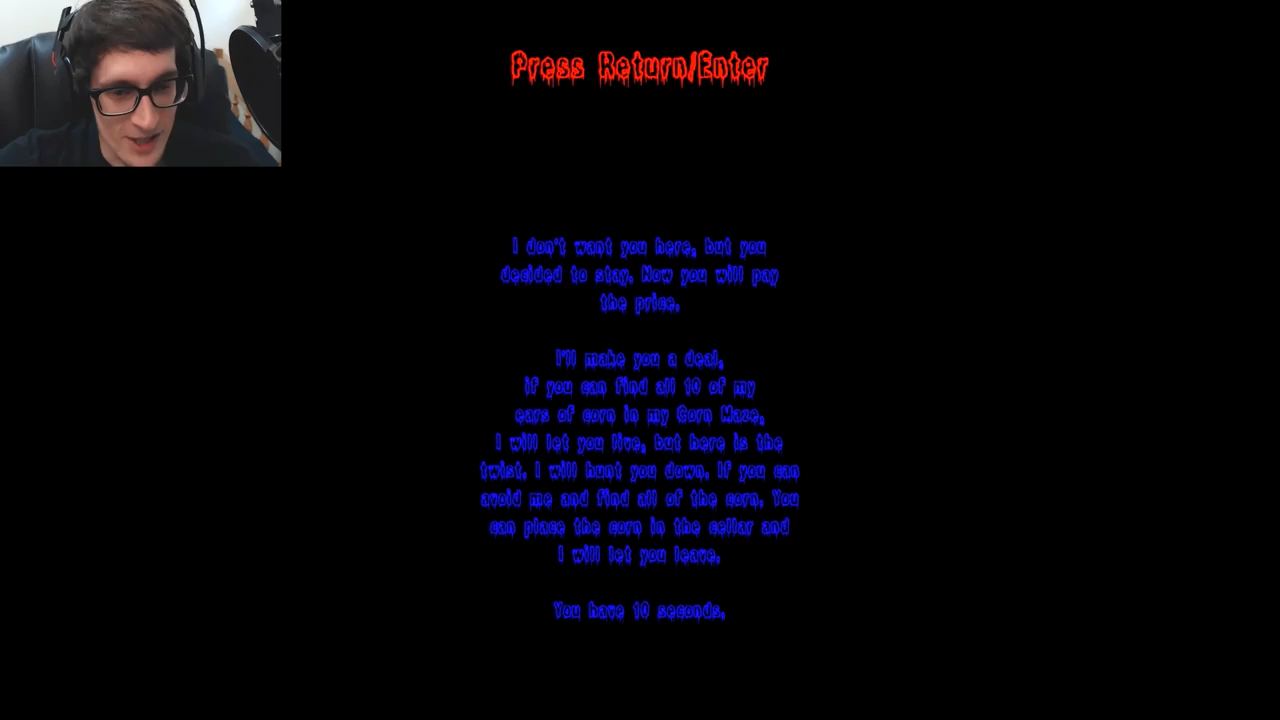 Press Return/Enter
I don't want you here, but you
decided to stay. Now you will pay
the price.
I'll make you a deal,
if you can find all 10 of my
ears of corn in my Corn Maze,
I will let you live, but here is the
twist. I will hunt you down. If you can
avoid me and find all of the corn. You
can place the corn in the cellar and
I will let you leave.
You have 10 seconds.